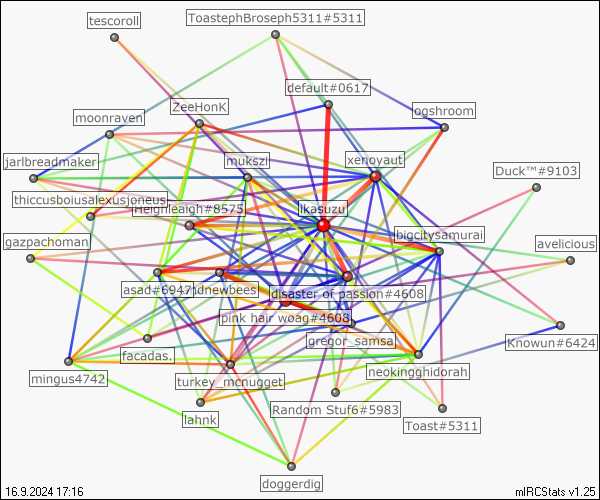 tescoroll
ToastephBroseph5311#5311
default#0617
ZeeHonK
ogshroom
moonraven
mukszi
xenoyaut
jarlbreadmaker
Duck™#9103
thiccusboiusalexusjoneus
Heighleaigh#8575
ikasuzu
bigcitysamurai
gazpachoman
avelicious
asad#6947
dnewbees
disaster of passion#4608
pink hair woag#4608
gregor_samsa
Knowun#6424
facadas.
neokingghidorah
mingus4742
turkey_mcnugget
Random Stuf6#5983
lahnk
Toast#5311
doggerdig
16.9.2024 17:16
mIRCStats v1.25